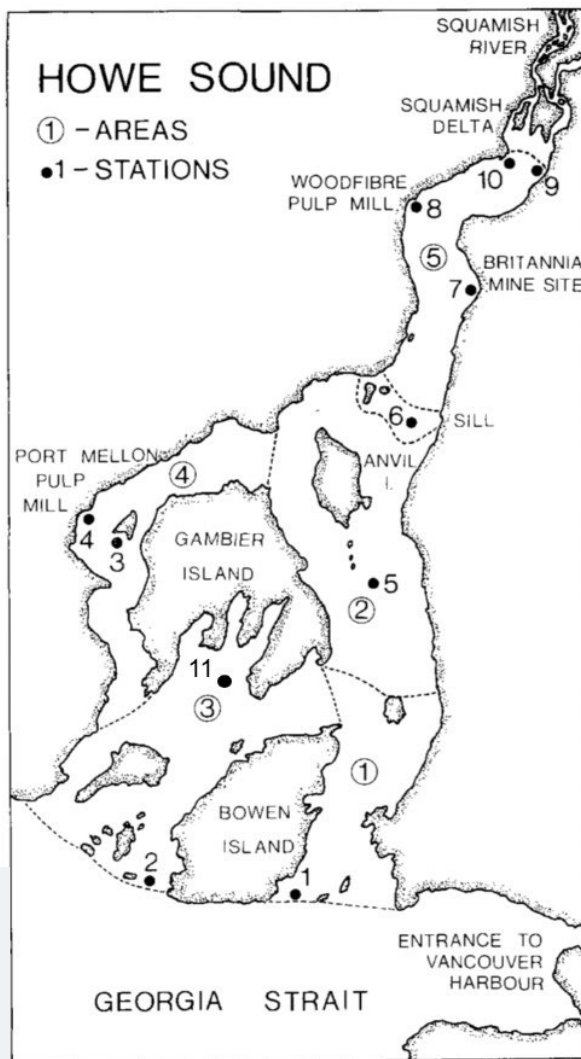 SQUAMISH
RIVER
HOWE SOUND
SQUAMISH
DELTA
① - AREAS
●1 - STATIONS
10
9
WOODFIBRE
PULP MILL
8
⑤
BRITANNIA
MINE SITE
7
6
SILL
PORT MELLON
PULP
MILL
④
ANVIL
I.
4
3
GAMBIER
ISLAND
5
②
11
③
①
BOWEN
ISLAND
2
1
ENTRANCE TO
VANCOUVER
HARBOUR
GEORGIA STRAIT